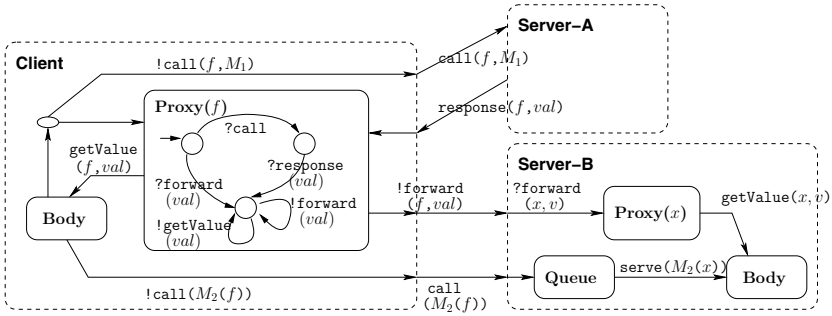 Server-A
Client
!call(f,M₁)
call(f,M₁)
Proxy(f)
?call
response(f,val)
getValue
(f,val)
?response
(val)
Server-B
?forward
(val)
!forward
(val)
!getValue
(val)
!forward
(f,val)
?forward
(x,v)
getValue(x,v)
Body
Proxy(x)
Queue
serve(M₂(x))
Body
!call(M₂(f))
call
(M₂(f))